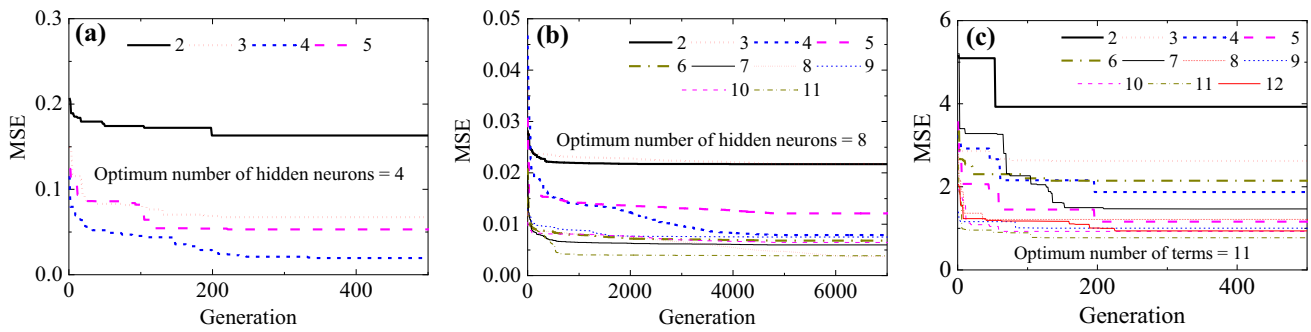 (a)
2 3 4 5
0.3
0.2
0.1
0.0
MSE
Optimum number of hidden neurons = 4
0 200 400
Generation
(b)
2 3 4 5
6 7 8 9
10 11
0.05
0.04
0.03
0.02
0.01
0.00
MSE
Optimum number of hidden neurons = 8
0 2000 4000 6000
Generation
(c)
2 3 4 5
6 7 8 9
10 11 12
6
4
2
0
MSE
Optimum number of terms = 11
0 200 400
Generation